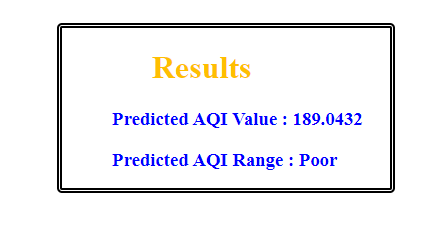 Results
Predicted AQI Value : 189.0432
Predicted AQI Range : Poor